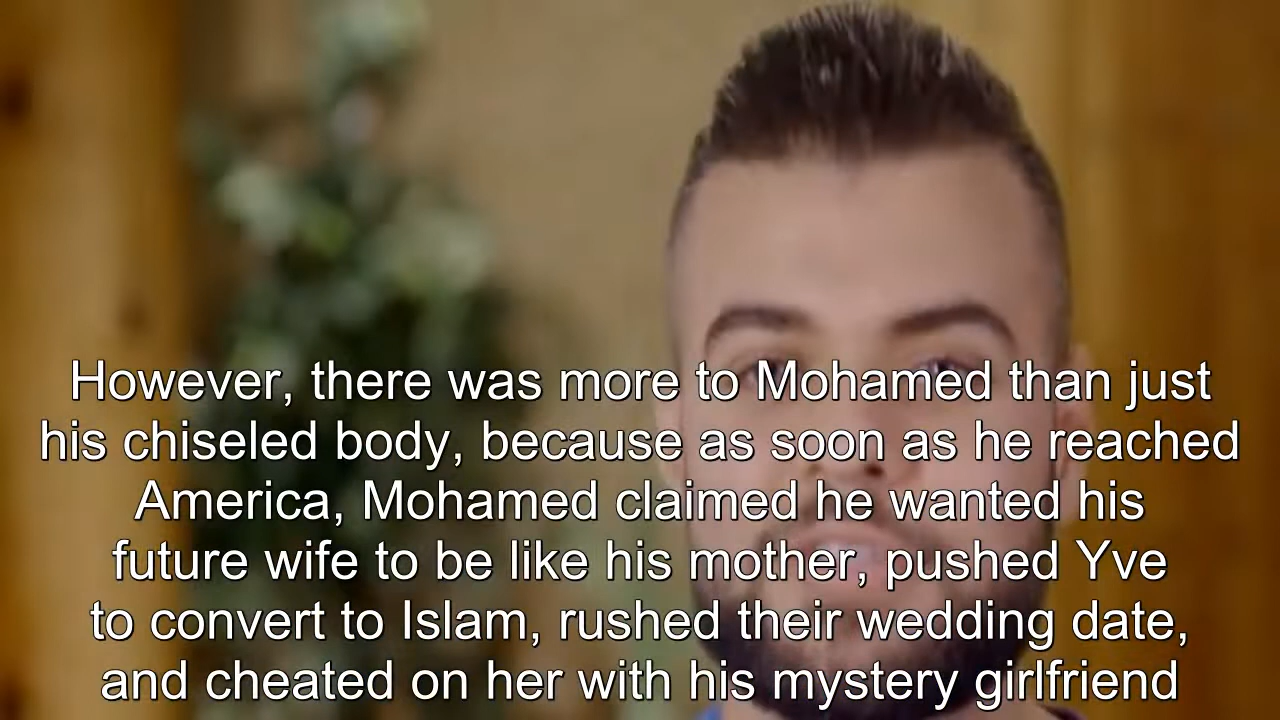 However, there was more to Mohamed than just
his chiseled body, because as soon as he reached
America, Mohamed claimed he wanted his
future wife to be like his mother, pushed Yve
to convert to Islam, rushed their wedding date,
and cheated on her with his mystery girlfriend